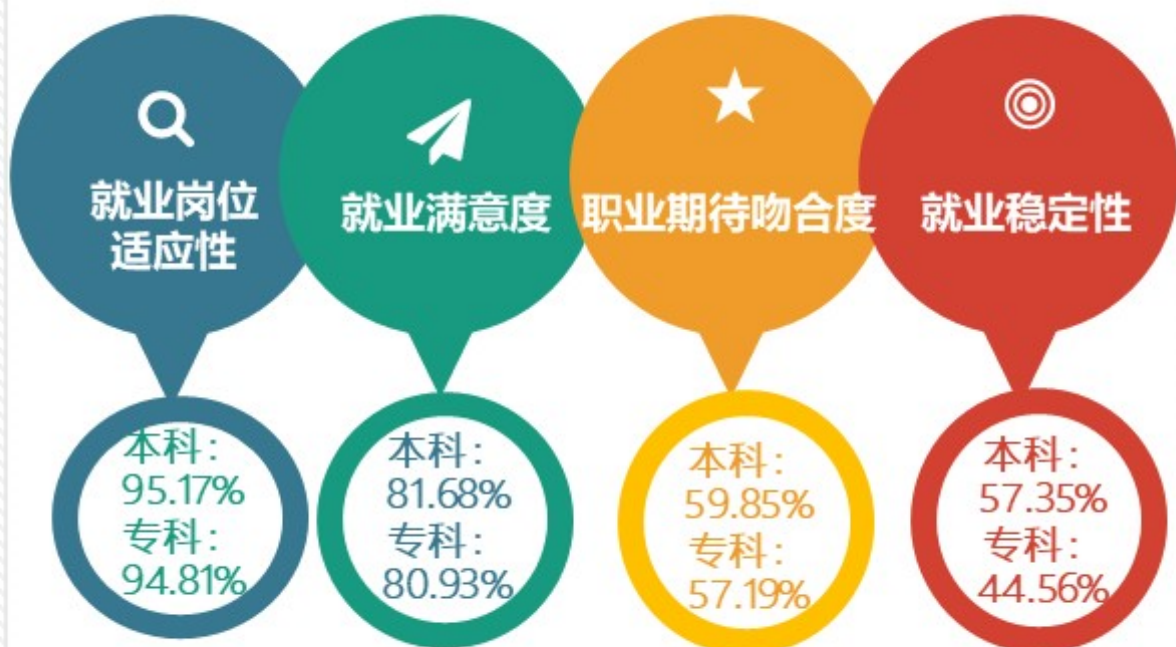 就业岗位
适应性
就业满意度
职业期待吻合度
就业稳定性
本科：
95.17%
专科：
94.81%
本科：
81.68%
专科：
80.93%
本科：
59.85%
专科：
57.19%
本科：
57.35%
专科：
44.56%